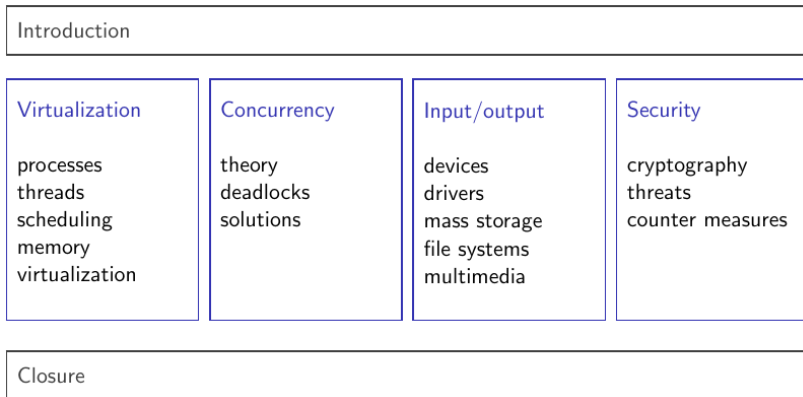 Introduction
Virtualization
processes
threads
scheduling
memory
virtualization
Concurrency
theory
deadlocks
solutions
Input/output
devices
drivers
mass storage
file systems
multimedia
Security
cryptography
threats
counter measures
Closure